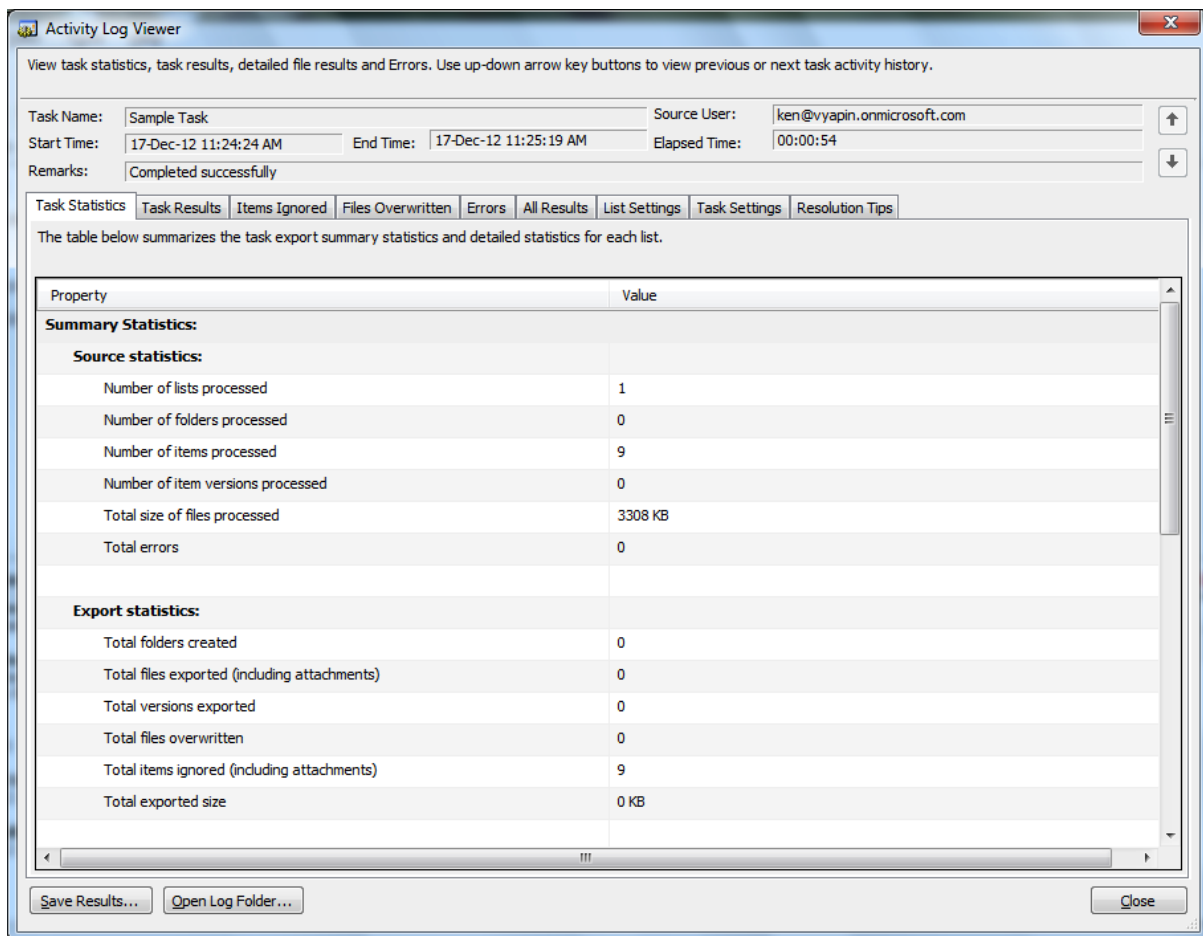 Activity Log Viewer
View task statistics, task results, detailed file results and Errors. Use up-down arrow key buttons to view previous or next task activity history.
Task Name: Sample Task Source User: ken@vyapin.onmicrosoft.com
Start Time: 17-Dec-12 11:24:24 AM End Time: 17-Dec-12 11:25:19 AM Elapsed Time: 00:00:54
Remarks: Completed successfully
Task Statistics Task Results Items Ignored Files Overwritten Errors All Results List Settings Task Settings Resolution Tips
The table below summarizes the task export summary statistics and detailed statistics for each list.
Property Value
Summary Statistics:
Source statistics:
Number of lists processed 1
Number of folders processed 0
Number of items processed 9
Number of item versions processed 0
Total size of files processed 3308 KB
Total errors 0
Export statistics:
Total folders created 0
Total files exported (including attachments) 0
Total versions exported 0
Total files overwritten 0
Total items ignored (including attachments) 9
Total exported size 0 KB
Save Results... Open Log Folder... Close